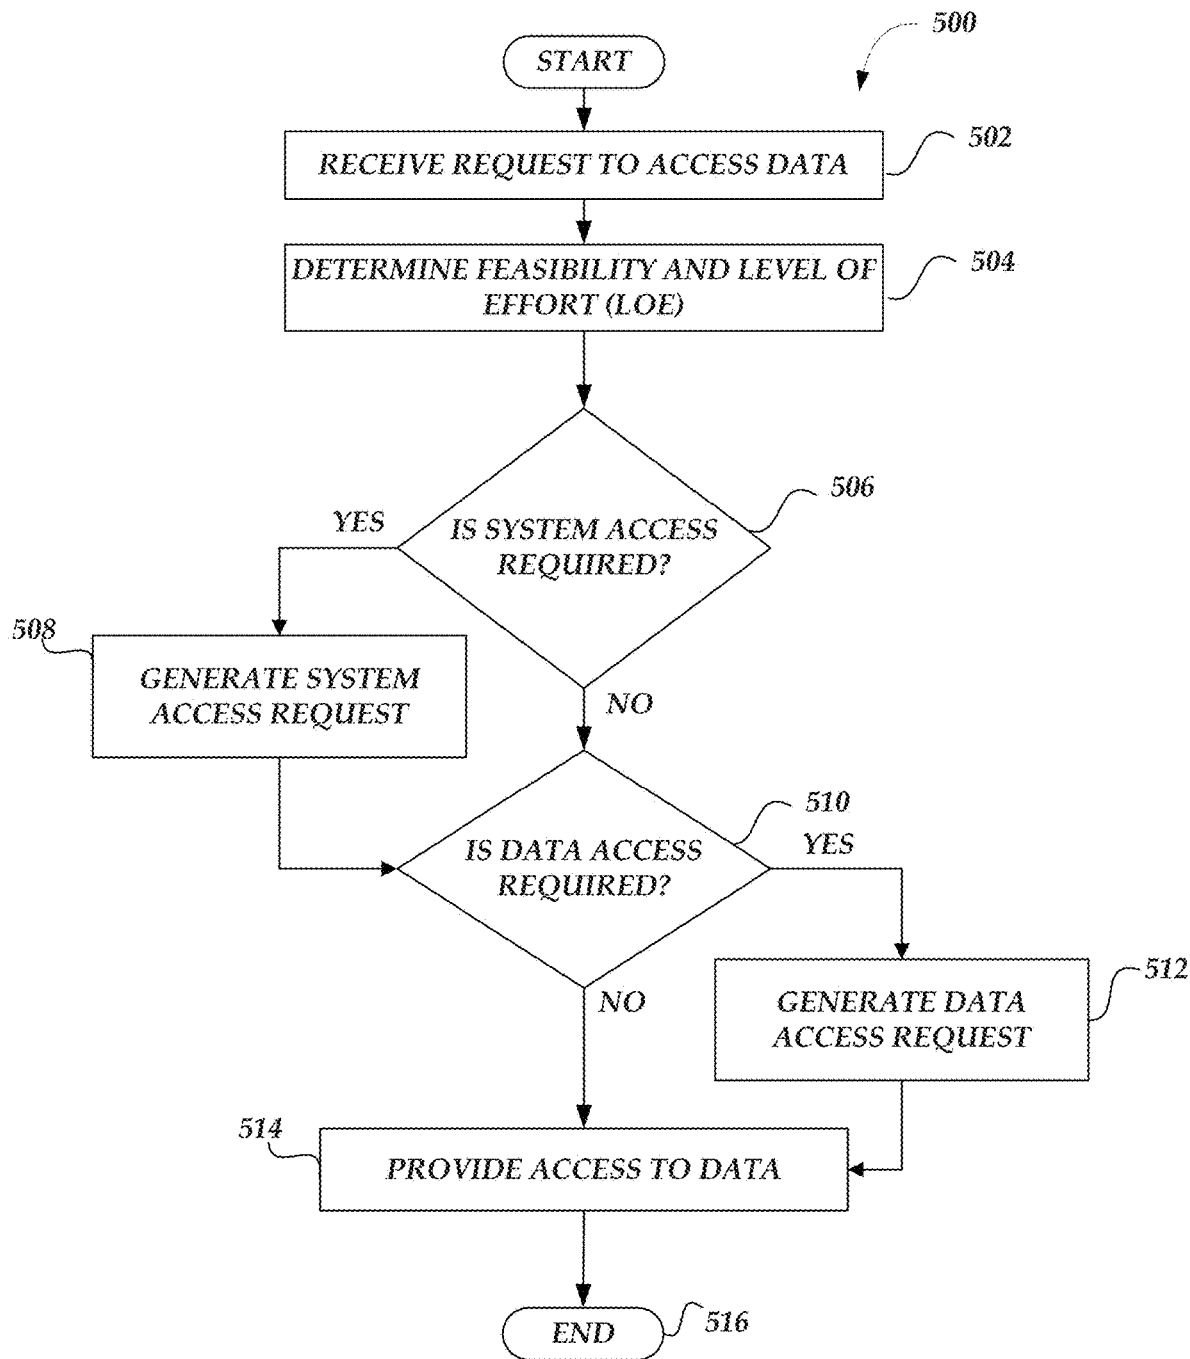 500
START
RECEIVE REQUEST TO ACCESS DATA
502
DETERMINE FEASIBILITY AND LEVEL OF
EFFORT (LOE)
504
IS SYSTEM ACCESS
REQUIRED?
506
YES
508
GENERATE SYSTEM
ACCESS REQUEST
NO
IS DATA ACCESS
REQUIRED?
510
YES
NO
GENERATE DATA
ACCESS REQUEST
512
514
PROVIDE ACCESS TO DATA
END
516